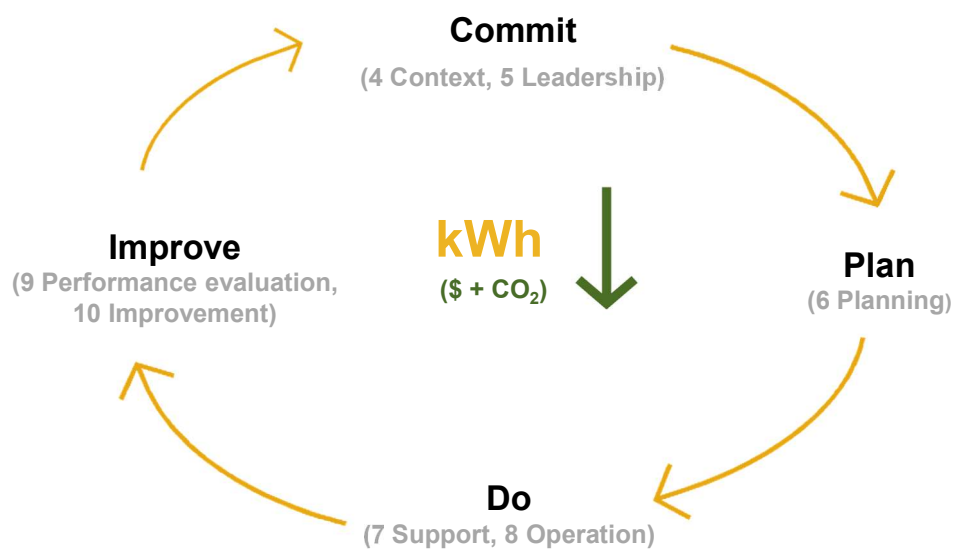 Commit
(4 Context, 5 Leadership)
kWh
($ + CO₂)
Plan
(6 Planning)
Do
(7 Support, 8 Operation)
Improve
(9 Performance evaluation,
10 Improvement)